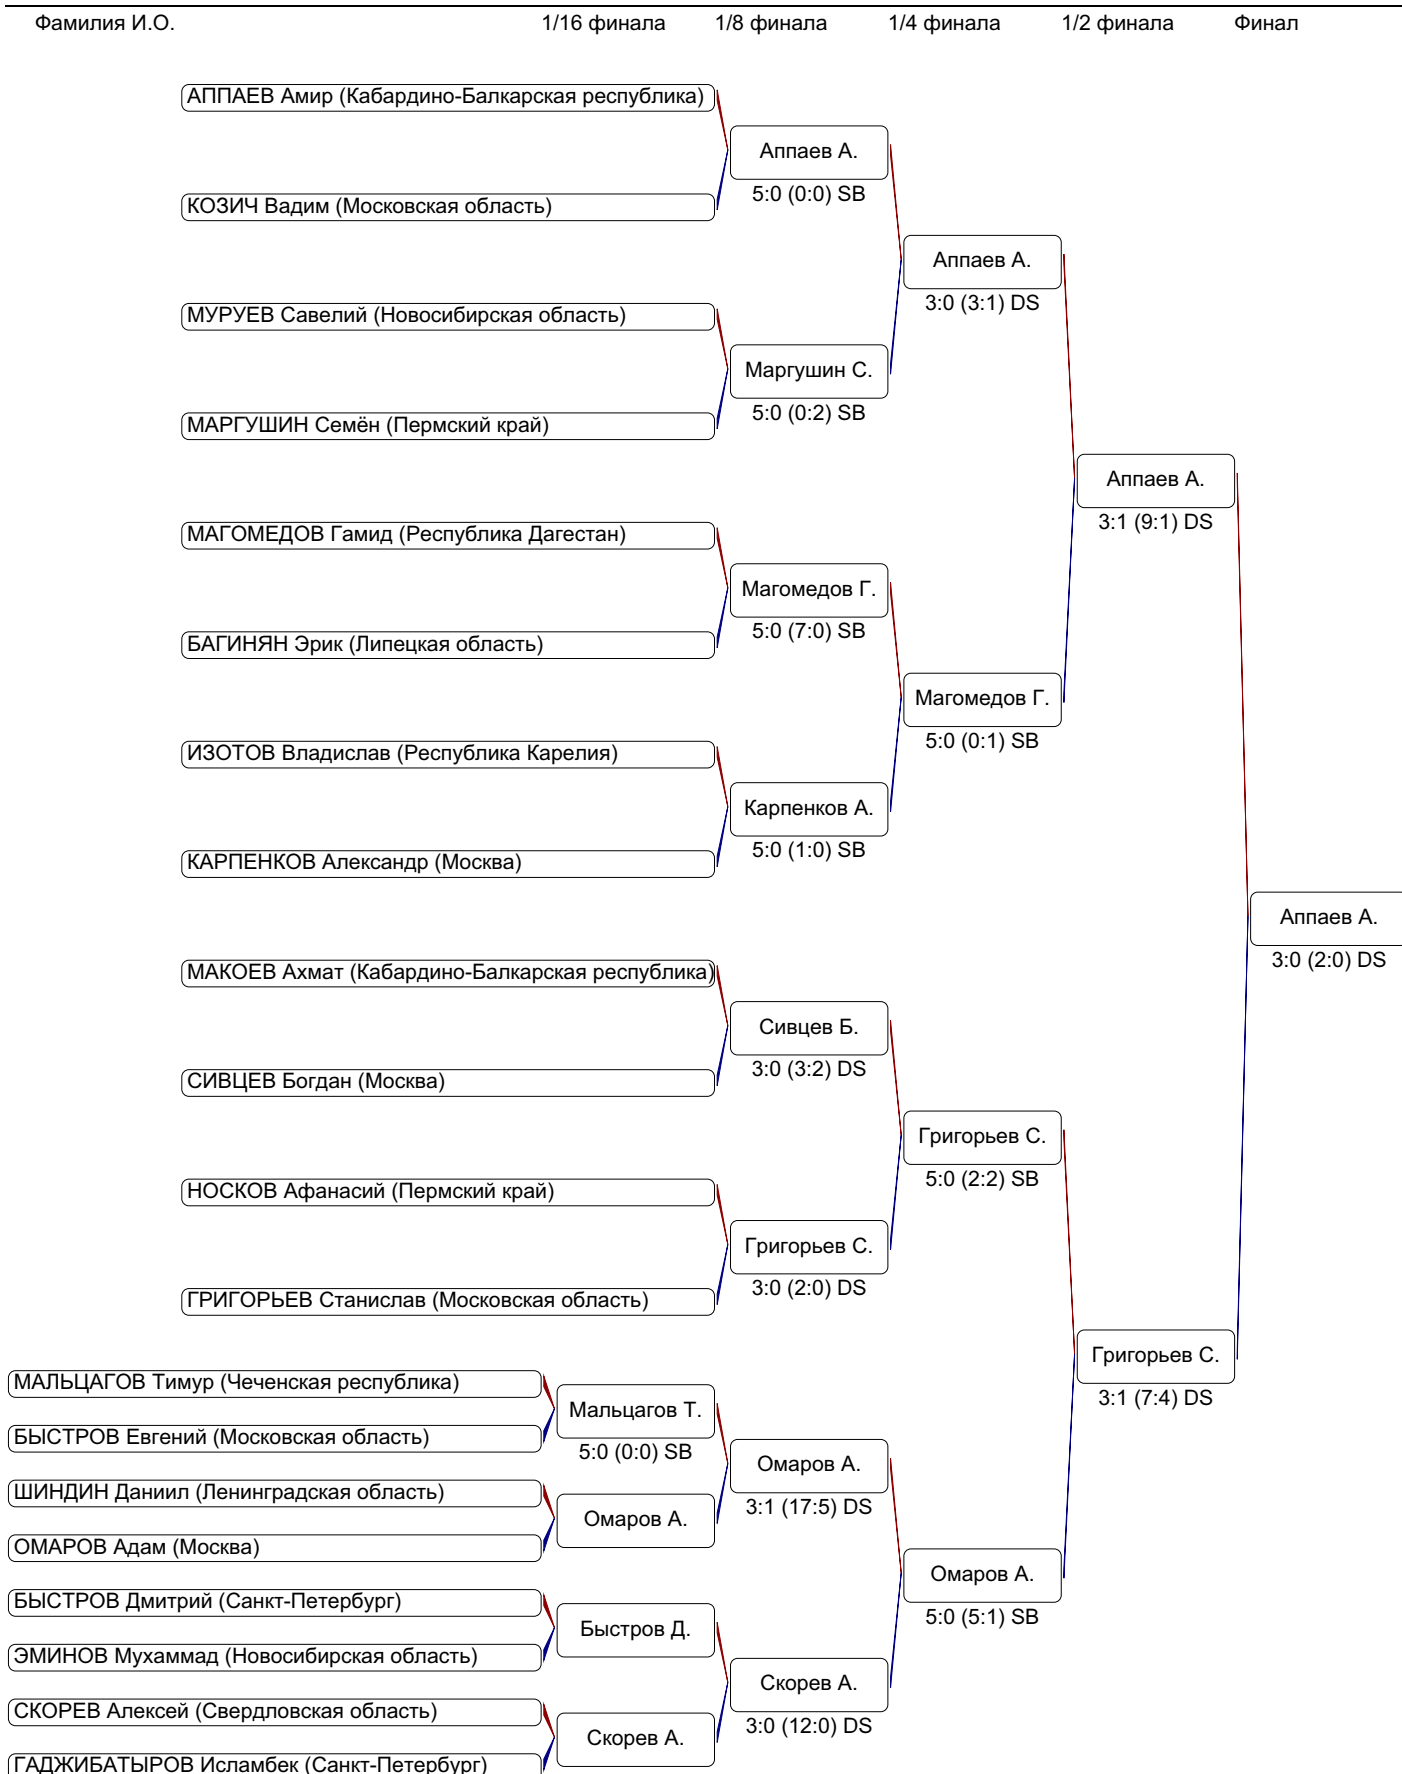 Фамилия И.О. 1/16 финала 1/8 финала 1/4 финала 1/2 финала Финал
АППАЕВ Амир (Кабардино-Балкарская республика)
Аппаев А.
5:0 (0:0) SB
КОЗИЧ Вадим (Московская область)
Аппаев А.
3:0 (3:1) DS
МУРУЕВ Савелий (Новосибирская область)
Маргушин С.
5:0 (0:2) SB
МАРГУШИН Семён (Пермский край)
Аппаев А.
3:1 (9:1) DS
МАГОМЕДОВ Гамид (Республика Дагестан)
Магомедов Г.
5:0 (7:0) SB
БАГИНЯН Эрик (Липецкая область)
Магомедов Г.
5:0 (0:1) SB
ИЗОТОВ Владислав (Республика Карелия)
Карпенков А.
5:0 (1:0) SB
КАРПЕНКОВ Александр (Москва)
Аппаев А.
3:0 (2:0) DS
МАКОЕВ Ахмат (Кабардино-Балкарская республика)
Сивцев Б.
3:0 (3:2) DS
СИВЦЕВ Богдан (Москва)
Григорьев С.
5:0 (2:2) SB
НОСКОВ Афанасий (Пермский край)
Григорьев С.
3:0 (2:0) DS
ГРИГОРЬЕВ Станислав (Московская область)
Григорьев С.
3:1 (7:4) DS
МАЛЬЦАГОВ Тимур (Чеченская республика)
Мальцагов Т.
5:0 (0:0) SB
БЫСТРОВ Евгений (Московская область)
Омаров А.
3:1 (17:5) DS
ШИНДИН Даниил (Ленинградская область)
Омаров А.
ОМАРОВ Адам (Москва)
Омаров А.
5:0 (5:1) SB
БЫСТРОВ Дмитрий (Санкт-Петербург)
Быстров Д.
ЭМИНОВ Мухаммад (Новосибирская область)
Скорев А.
3:0 (12:0) DS
СКОРЕВ Алексей (Свердловская область)
Скорев А.
ГАДЖИБАТЫРОВ Исламбек (Санкт-Петербург)